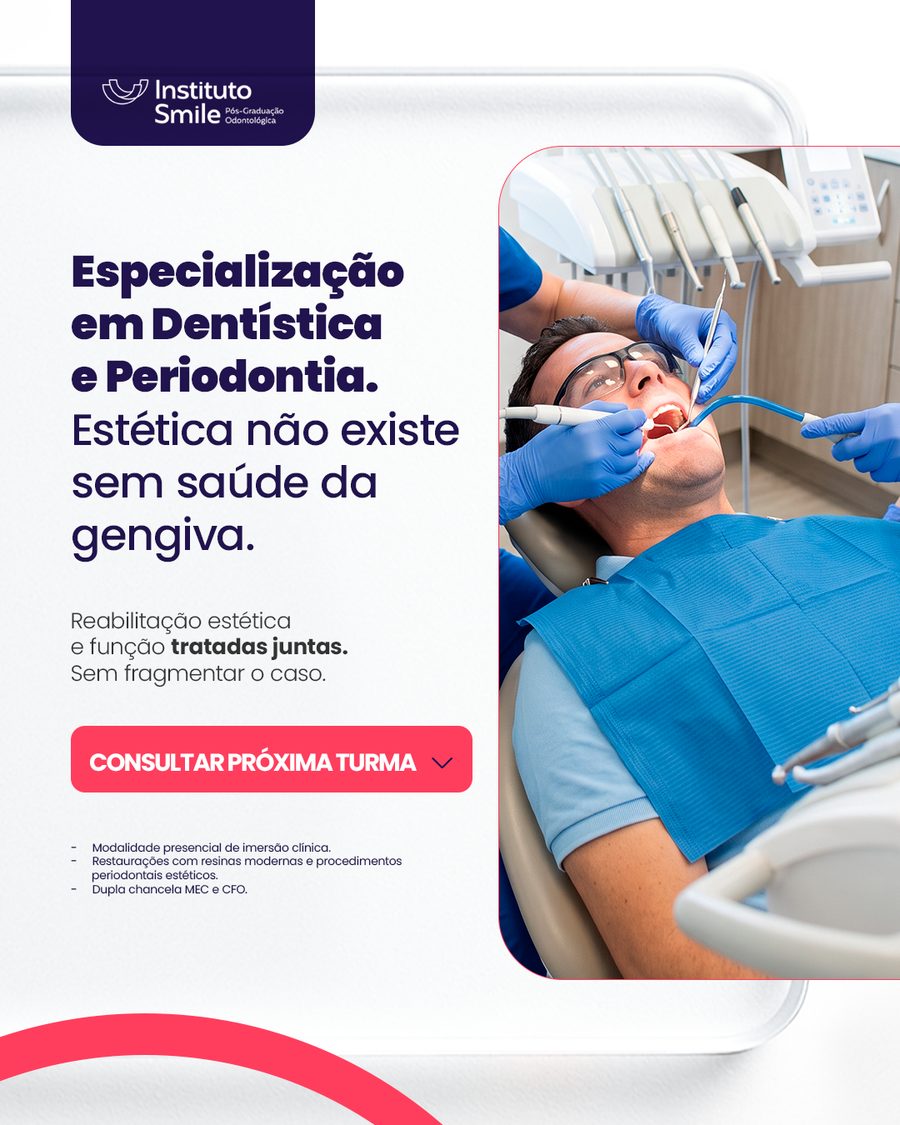 Instituto
Smile Pós-Graduação
Odontológica
Especialização
em Dentística
e Periodontia.
Estética não existe
sem saúde da
gengiva.
Reabilitação estética
e função tratadas juntas.
Sem fragmentar o caso.
CONSULTAR PRÓXIMA TURMA
- Modalidade presencial de imersão clínica.
- Restaurações com resinas modernas e procedimentos
periodontais estéticos.
- Dupla chancela MEC e CFO.